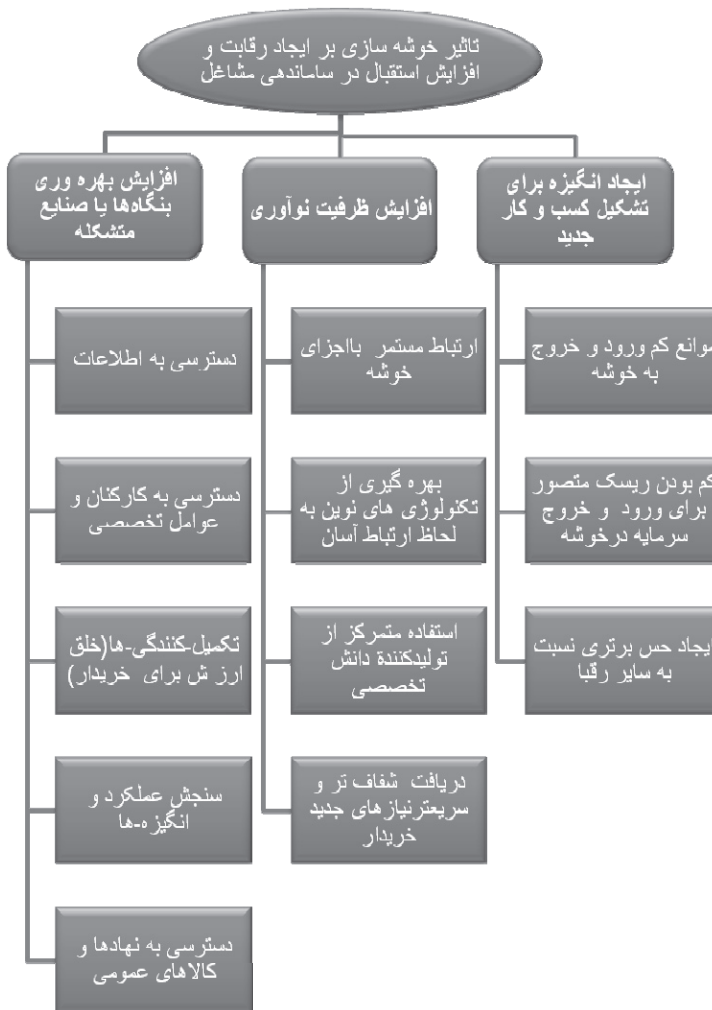 تاثیر خوشه سازی بر ایجاد رقابت و
افزایش استقبال در ساماندهی مشاغل
ایجاد انگیزه برای
تشکیل کسب و کار
جدید
موانع کم ورود و خروج
به خوشه
کم بودن ریسک متصور
برای ورود و خروج
سرمایه درخوشه
ایجاد حس برتری نسبت
به سایر رقبا
افزایش ظرفیت نوآوری
ارتباط مستمر بااجزای
خوشه
بهره گیری از
تکنولوژی های نوین به
لحاظ ارتباط آسان
استفاده متمرکز از
تولیدکنندۀ دانش
تخصصی
دریافت شفاف تر و
سریعترنیازهای جدید
خریدار
افزایش بهره وری
بنگاه‌ها یا صنایع
متشکله
دسترسی به اطلاعات
دسترسی به کارکنان و
عوامل تخصصی
تکمیل-کنندگی-ها(خلق
ارز ش برای خریدار)
سنجش عملکرد و
انگیزه-ها
دسترسی به نهادها و
کالاهای عمومی